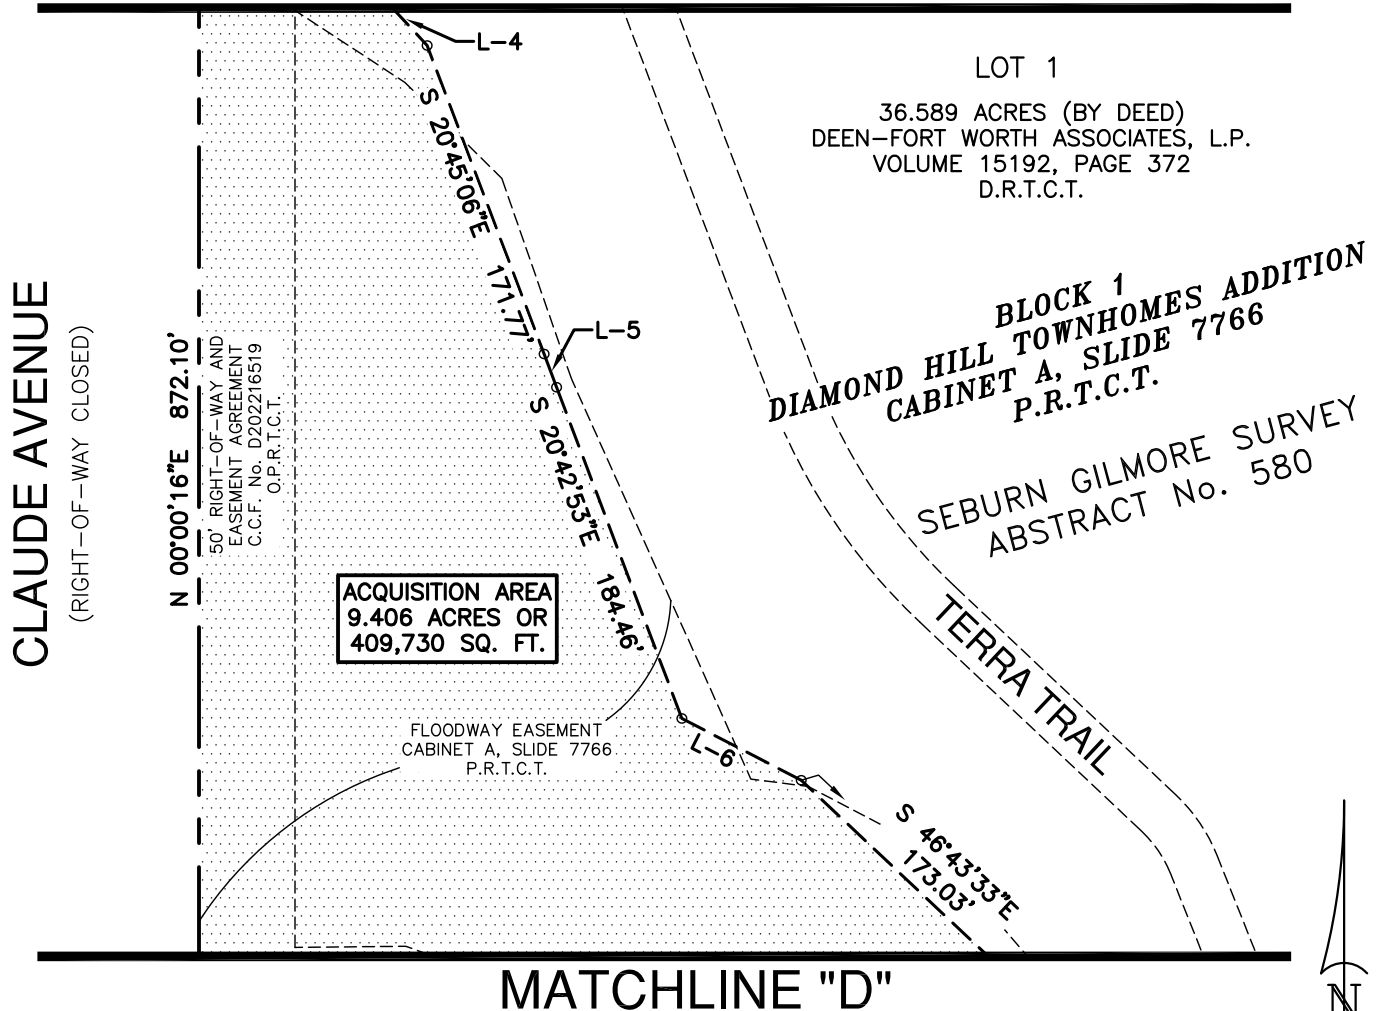 L-4
LOT 1
36.589 ACRES (BY DEED)
DEEN-FORT WORTH ASSOCIATES, L.P.
VOLUME 15192, PAGE 372
D.R.T.C.T.
S 20°45'06"E 171.77'
BLOCK 1
DIAMOND HILL TOWNHOMES ADDITION
CABINET A, SLIDE 7766
P.R.T.C.T.
SEBURN GILMORE SURVEY
ABSTRACT No. 580
L-5
CLAUDE AVENUE
(RIGHT-OF-WAY CLOSED)
N 00°00'16"E 872.10'
50' RIGHT-OF-WAY AND
EASEMENT AGREEMENT
C.C.F. No. D202216519
O.P.R.T.C.T.
S 20°42'53"E 184.46'
ACQUISITION AREA
9.406 ACRES OR
409,730 SQ. FT.
TERRA TRAIL
FLOODWAY EASEMENT
CABINET A, SLIDE 7766
P.R.T.C.T.
L-6
S 46°43'33"E
173.03'
MATCHLINE "D"
N